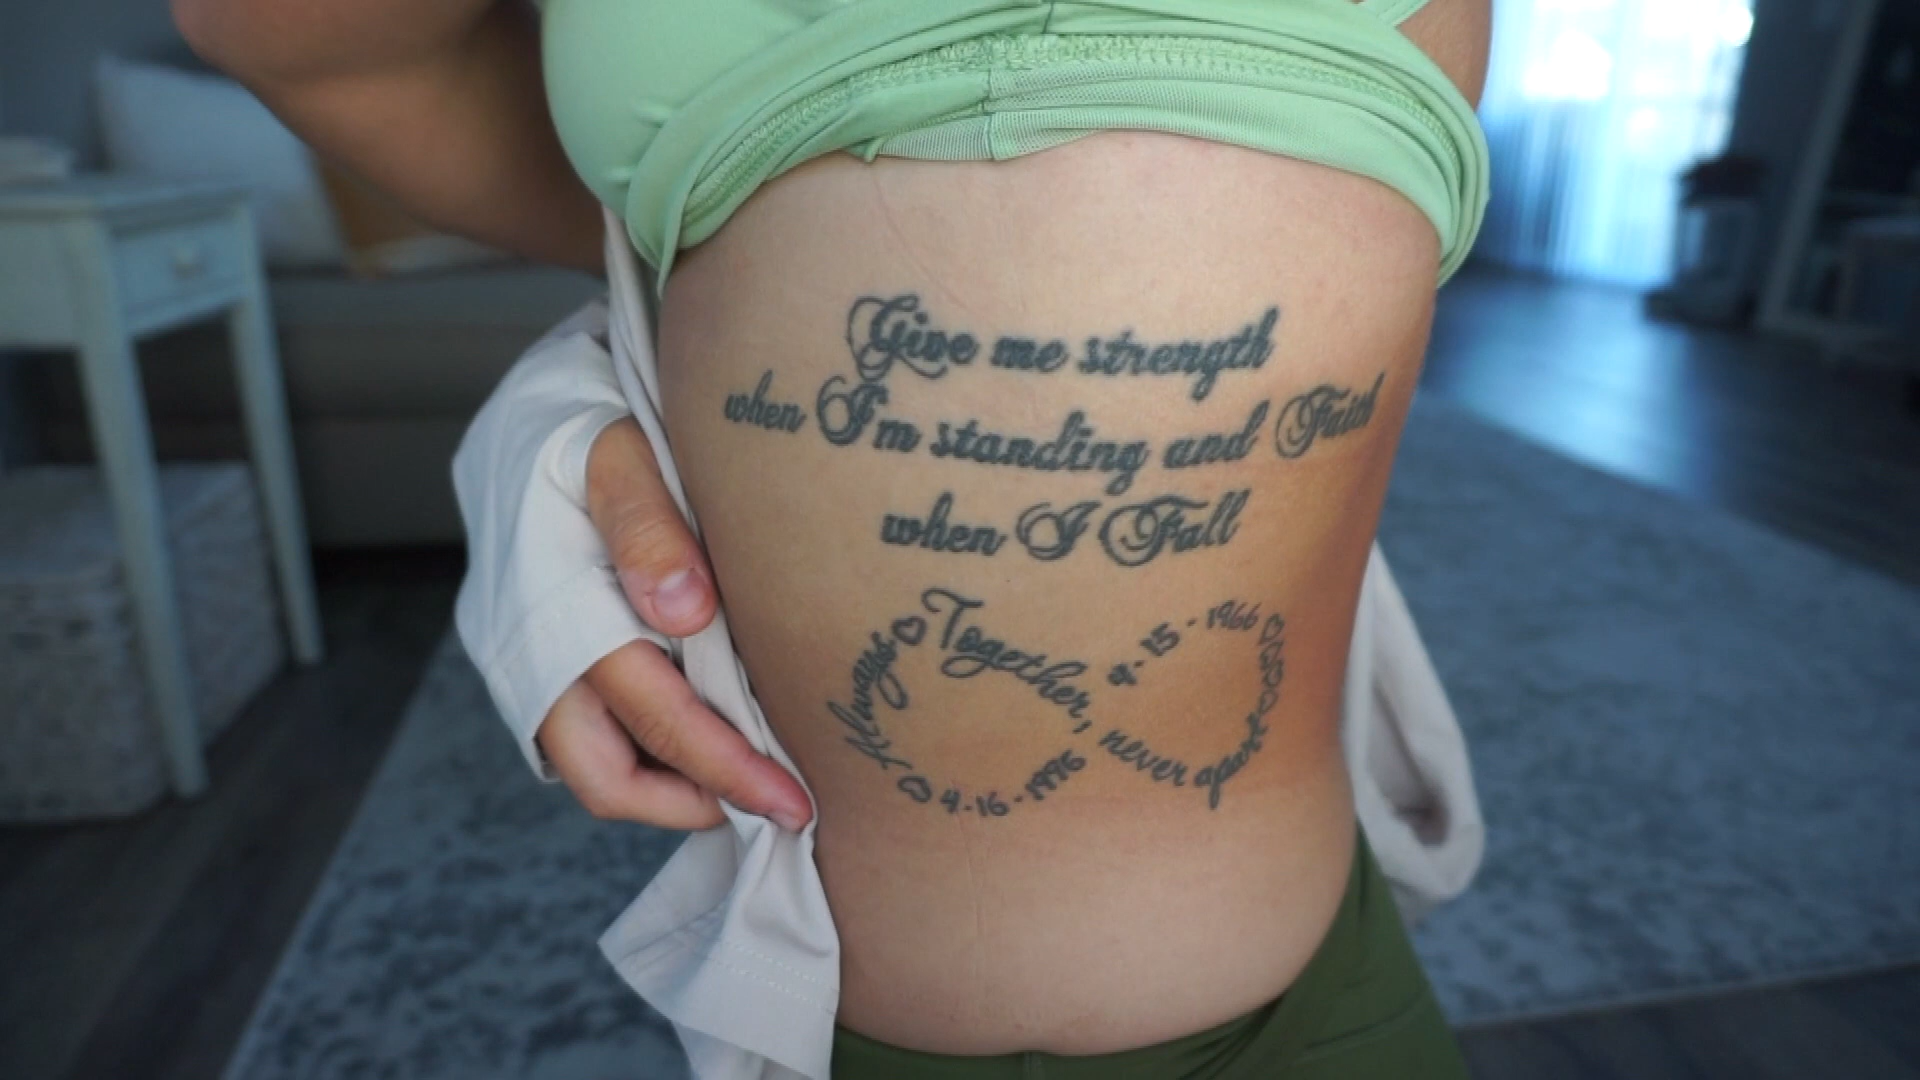 Give me strength
when I'm standing and Faith
when I Fall
Always
Together, never apart
9-15-1966
4-16-1996